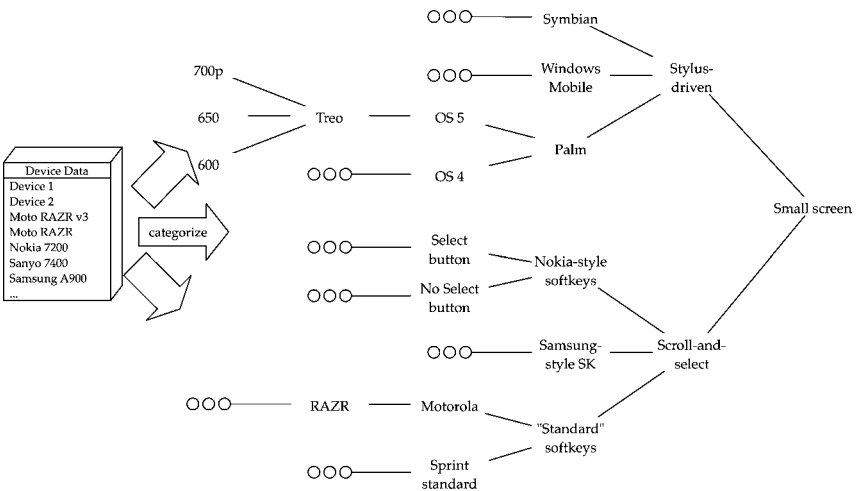 Device Data
Device 1
Device 2
Moto RAZR v3
Moto RAZR
Nokia 7200
Sanyo 7400
Samsung A900
...
categorize
700p
650
600
Treo
OS 5
OS 4
Symbian
Windows
Mobile
Palm
Stylus-
driven
Small screen
Select
button
No Select
button
Nokia-style
softkeys
Samsung-
style SK
Scroll-and-
select
RAZR
Motorola
"Standard"
softkeys
Sprint
standard